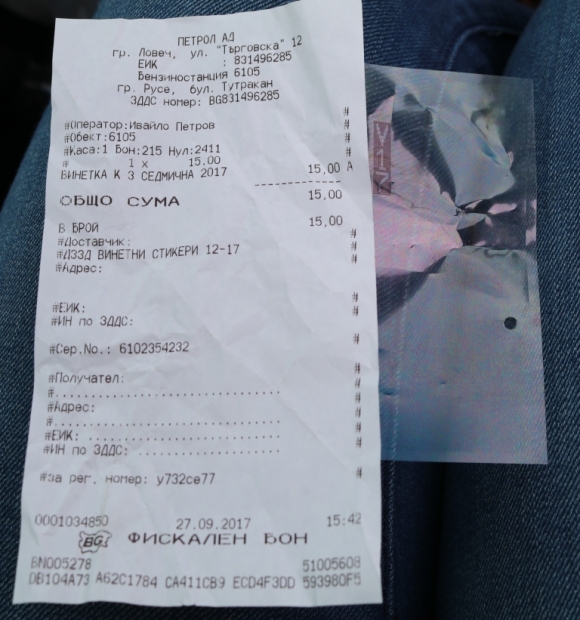 ПЕТРОЛ АД
гр. Ловеч, ул. "Търговска" 12
ЕИК : 831496285
Бензиностанция 6105
гр. Русе, бул. Тутракан
ЗДДС номер: BG831496285
#
#Оператор:Ивайло Петров #
#Обект:6105 #
#Каса:1 Бон:215 Нул:2411 #
# 1 x 15.00 #
ВИНЕТКА К 3 СЕДМИЧНА 2017 15,00 А
ОБЩО СУМА 15.00
В БРОЙ 15,00
#Доставчик: #
#ДЗЗД ВИНЕТНИ СТИКЕРИ 12-17 #
#Адрес: #
#
#ЕИК: #
#ИН по ЗДДС: #
#
#Сер.No.: 6102354232 #
#
#Получател: #
#............................ #
#Адрес: #
#............................ #
#ЕИК: ....................... #
#ИН по ЗДДС: ................ #
#
#за рег. номер: y732ce77 #
0001034850 27.09.2017 15:42
BG ФИСКАЛЕН БОН
BN005278 51005608
DB104A73 A62C1784 CA411CB9 ECD4F3DD 593980F5
V17